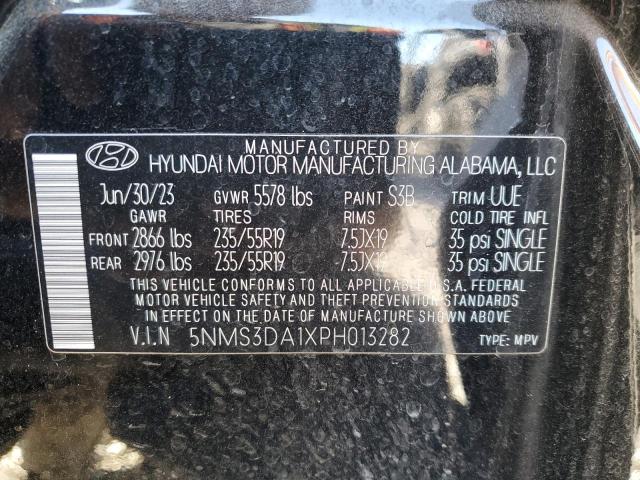 MANUFACTURED BY
HYUNDAI MOTOR MANUFACTURING ALABAMA, LLC
Jun/30/23 GVWR 5578 lbs PAINT S3B TRIM UUE
GAWR TIRES RIMS COLD TIRE INFL
FRONT 2866 lbs 235/55R19 7.5JX19 35 psi SINGLE
REAR 2976 lbs 235/55R19 7.5JX19 35 psi SINGLE
THIS VEHICLE CONFORMS TO ALL APPLICABLE U.S.A. FEDERAL
MOTOR VEHICLE SAFETY AND THEFT PREVENTION STANDARDS
IN EFFECT ON THE DATE OF MANUFACTURE SHOWN ABOVE
V.I.N 5NMS3DA1XPH013282 TYPE: MPV